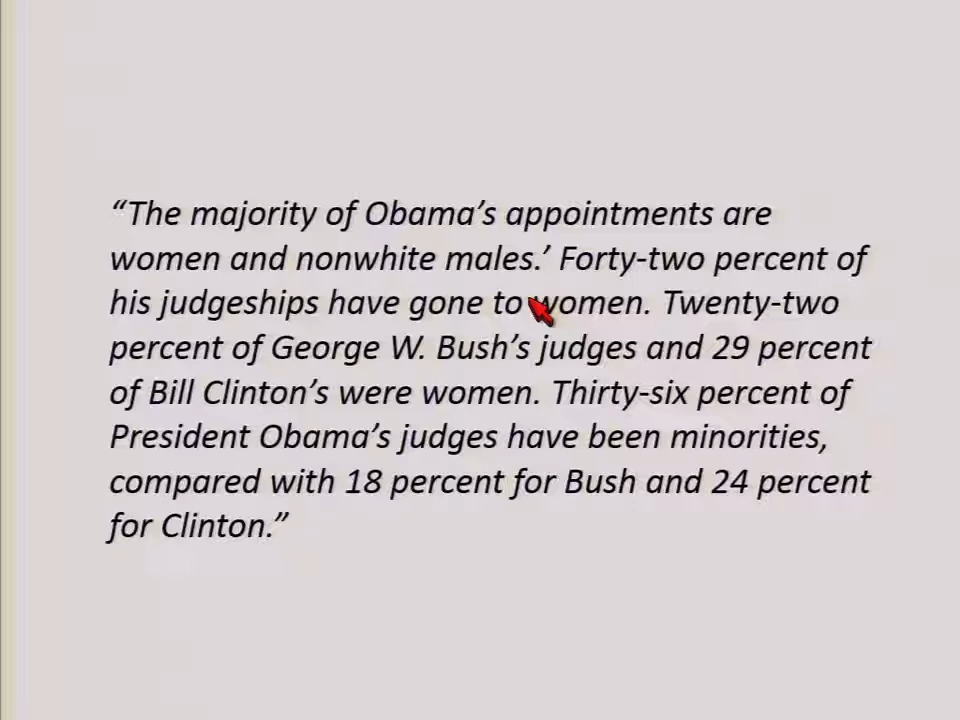 “The majority of Obama’s appointments are
women and nonwhite males.’ Forty-two percent of
his judgeships have gone to women. Twenty-two
percent of George W. Bush’s judges and 29 percent
of Bill Clinton’s were women. Thirty-six percent of
President Obama’s judges have been minorities,
compared with 18 percent for Bush and 24 percent
for Clinton.”